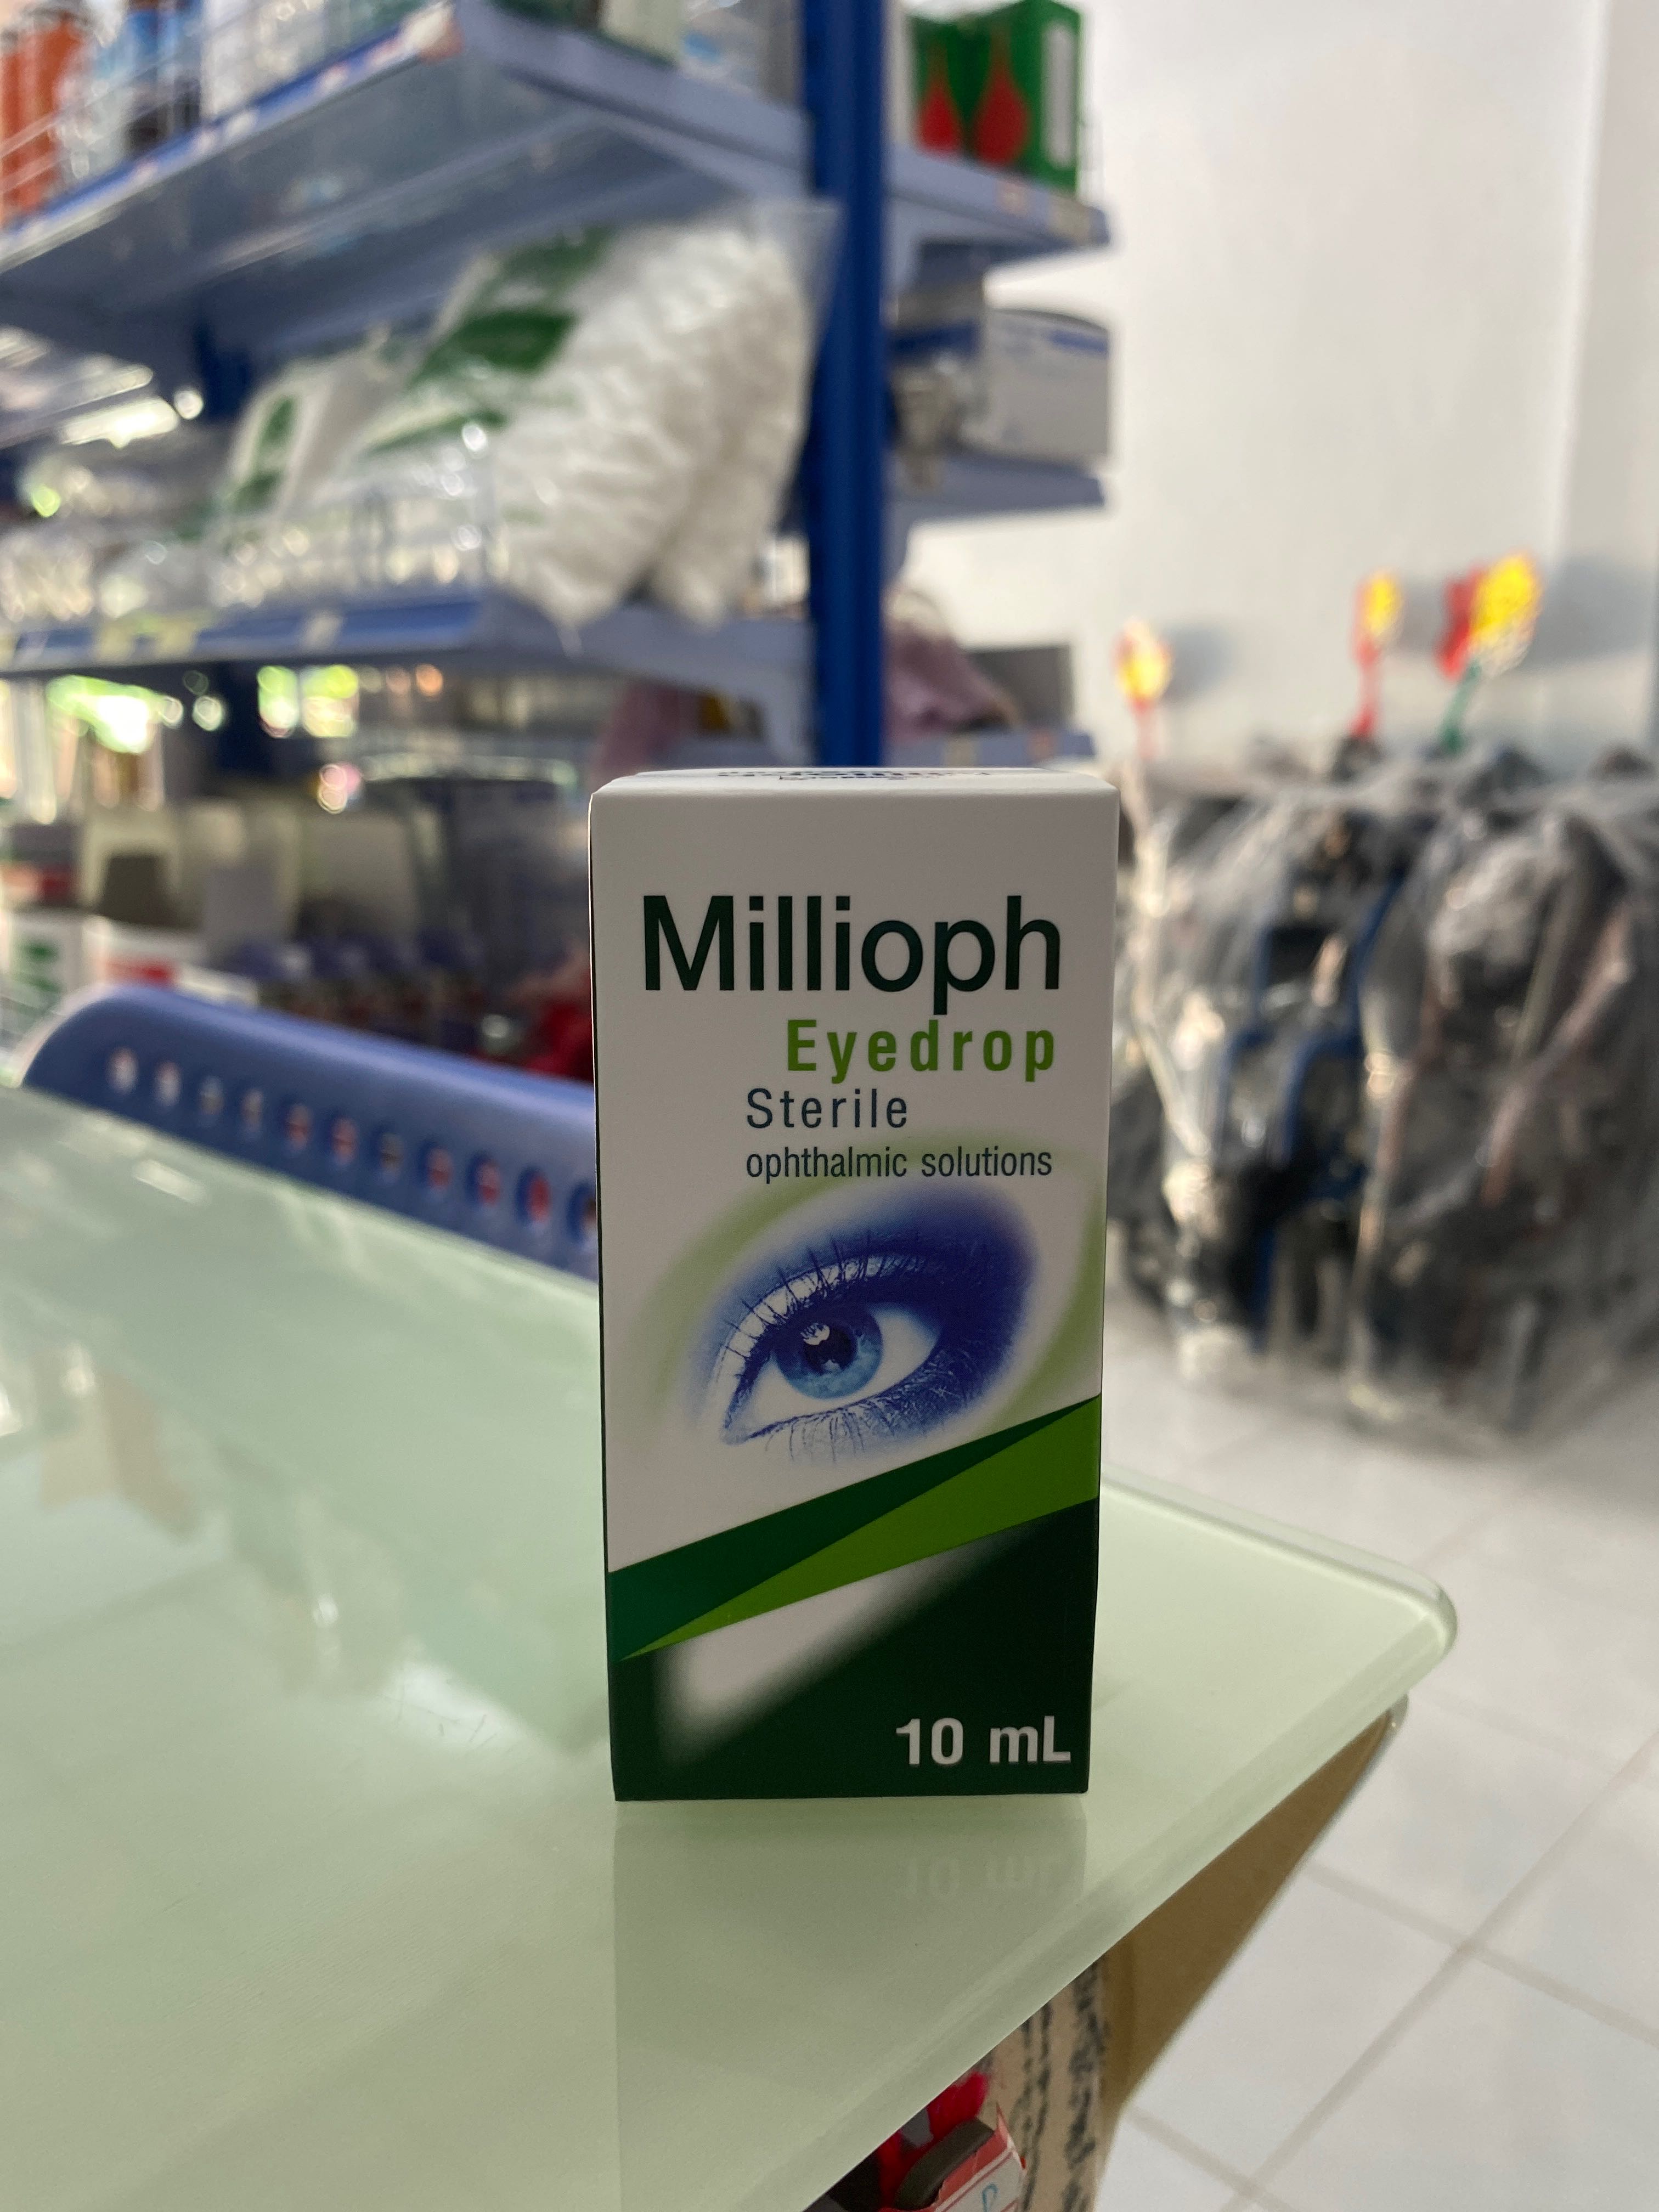 Millioph
Eyedrop
Sterile
ophthalmic solutions
10 mL